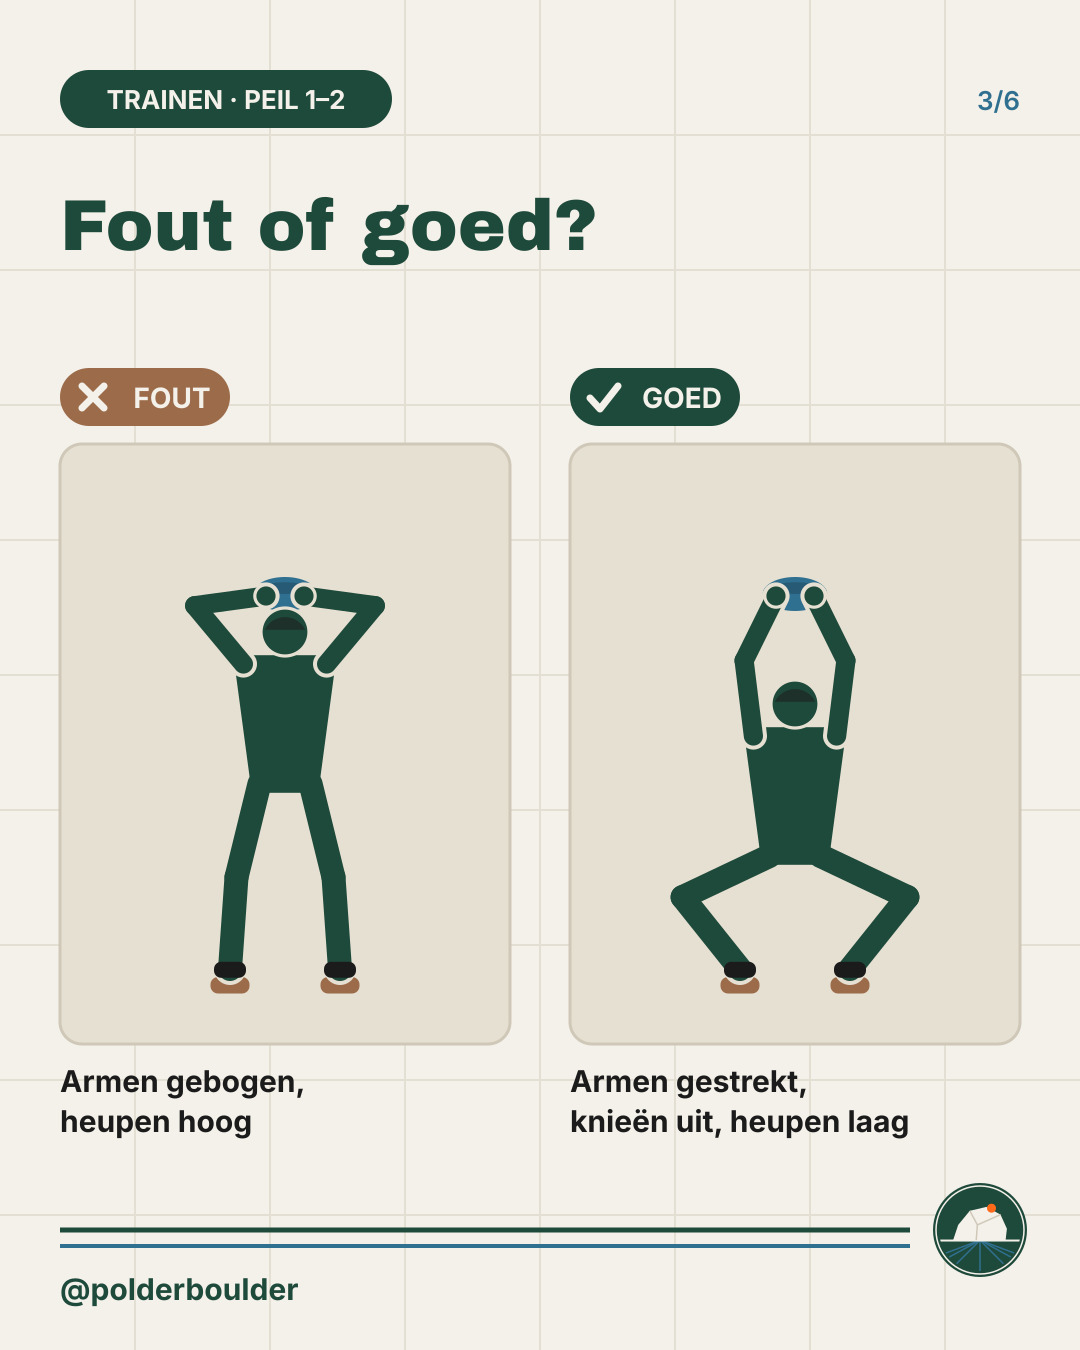 TRAINEN · PEIL 1–2
3/6
Fout of goed?
FOUT
GOED
Armen gebogen,
heupen hoog
Armen gestrekt,
knieën uit, heupen laag
@polderboulder